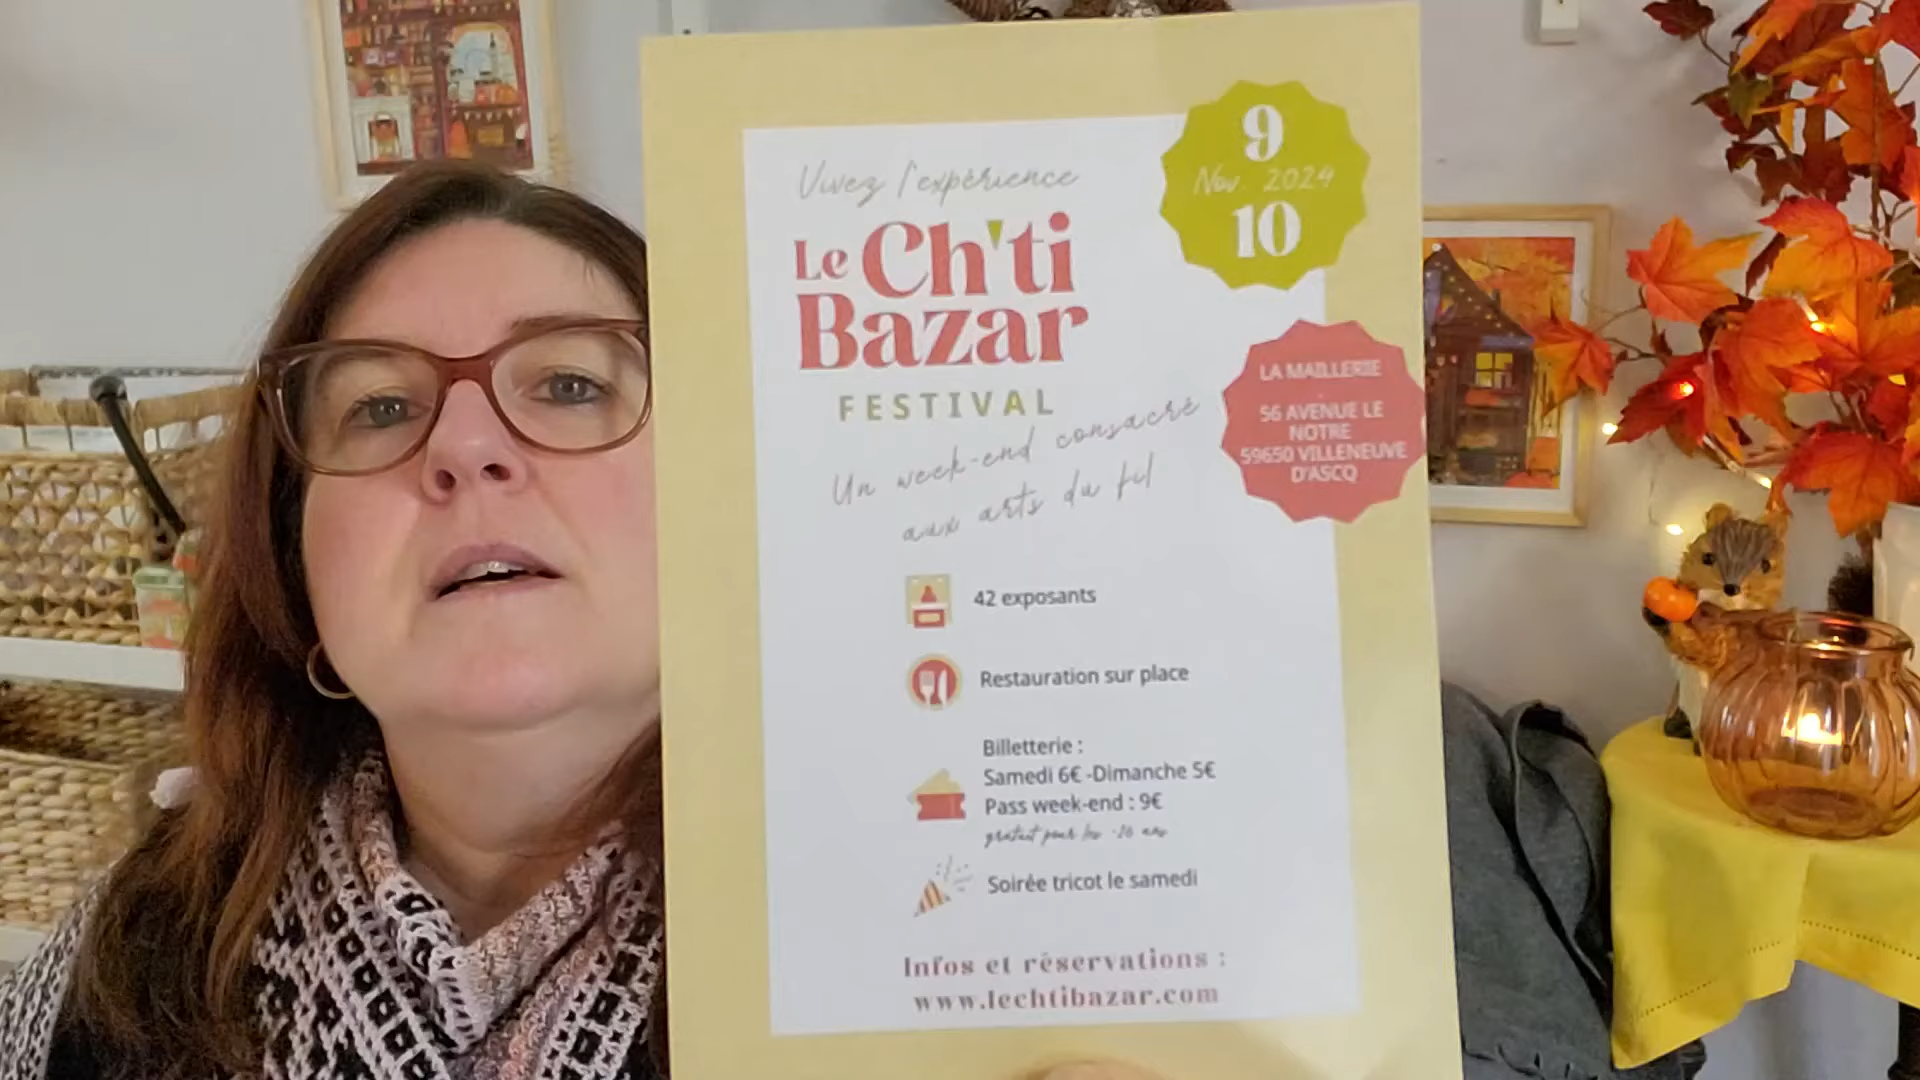 Vivez l'expérience
Le Ch'ti
Bazar
FESTIVAL
Un week-end consacré
aux arts du fil
9
Nov. 2024
10
LA MAILLERIE
56 AVENUE LE
NOTRE
59650 VILLENEUVE
D'ASCQ
42 exposants
Restauration sur place
Billetterie :
Samedi 6€ -Dimanche 5€
Pass week-end : 9€
gratuit pour les -16 ans
Soirée tricot le samedi
Infos et réservations :
www.lechtibazar.com